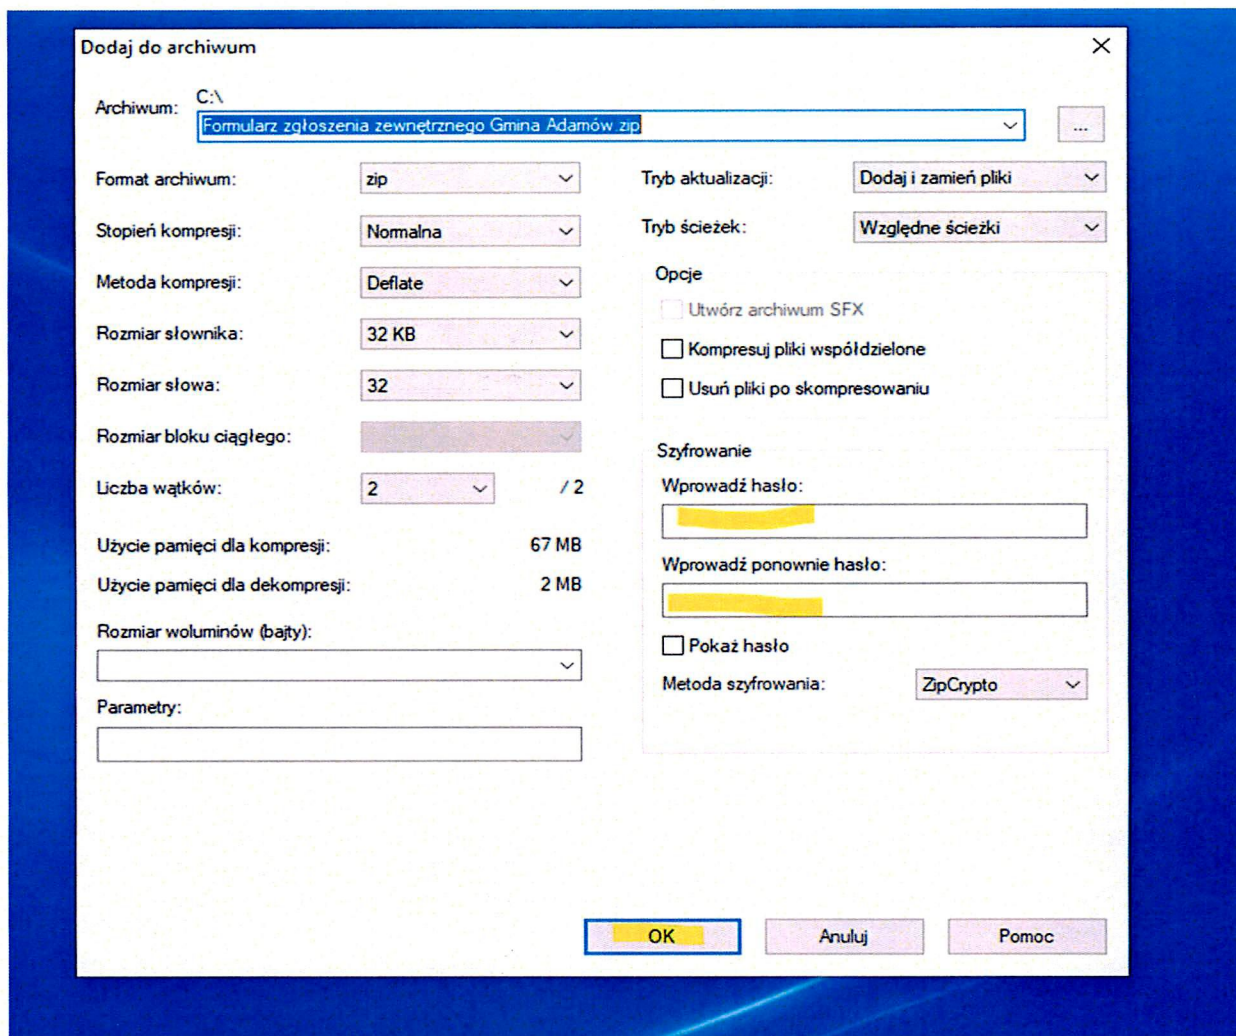 Dodaj do archiwum
Archiwum:
C:\
Formularz zgłoszenia zewnętrznego Gmina Adamów.zip
...
Format archiwum:
zip
Stopień kompresji:
Normalna
Metoda kompresji:
Deflate
Rozmiar słownika:
32 KB
Rozmiar słowa:
32
Rozmiar bloku ciągłego:
Liczba wątków:
2
/ 2
Użycie pamięci dla kompresji:
67 MB
Użycie pamięci dla dekompresji:
2 MB
Rozmiar woluminów (bajty):
Parametry:
Tryb aktualizacji:
Dodaj i zamień pliki
Tryb ścieżek:
Względne ścieżki
Opcje
Utwórz archiwum SFX
Kompresuj pliki współdzielone
Usuń pliki po skompresowaniu
Szyfrowanie
Wprowadź hasło:
Wprowadź ponownie hasło:
Pokaż hasło
Metoda szyfrowania:
ZipCrypto
OK
Anuluj
Pomoc